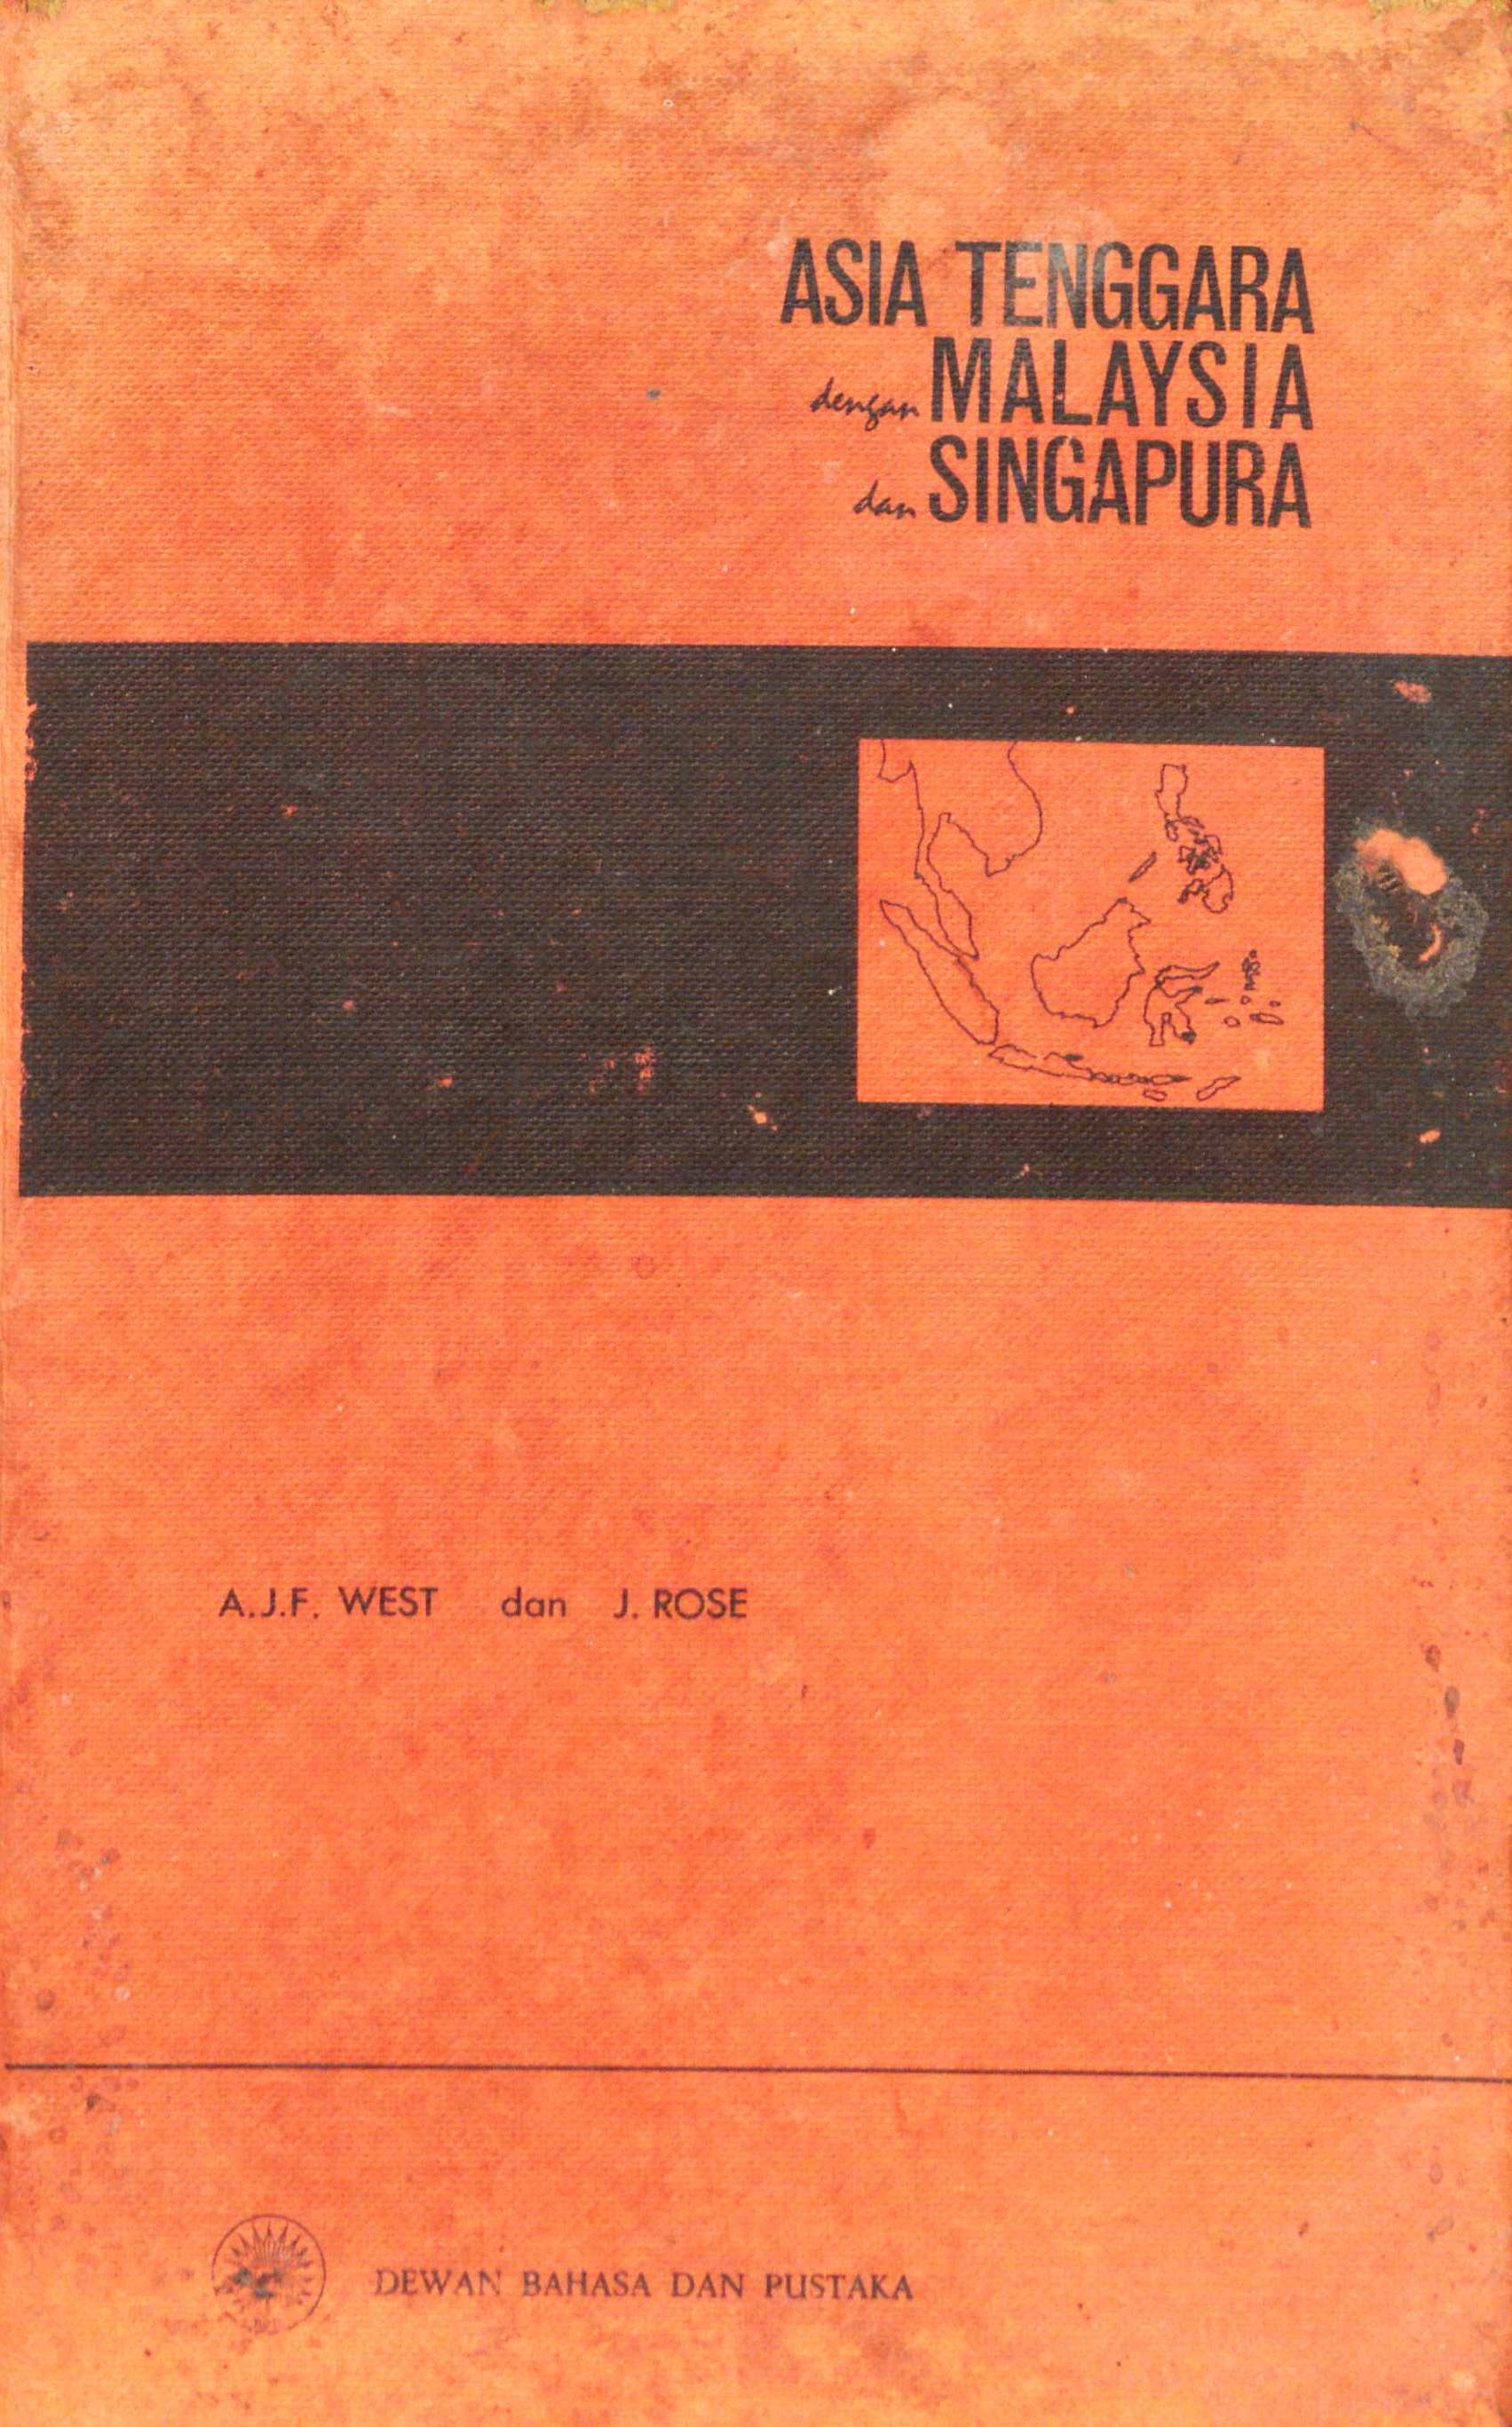 ASIA TENGGARA
dengan MALAYSIA
dan SINGAPURA
A.J.F. WEST dan J. ROSE
DEWAN BAHASA DAN PUSTAKA